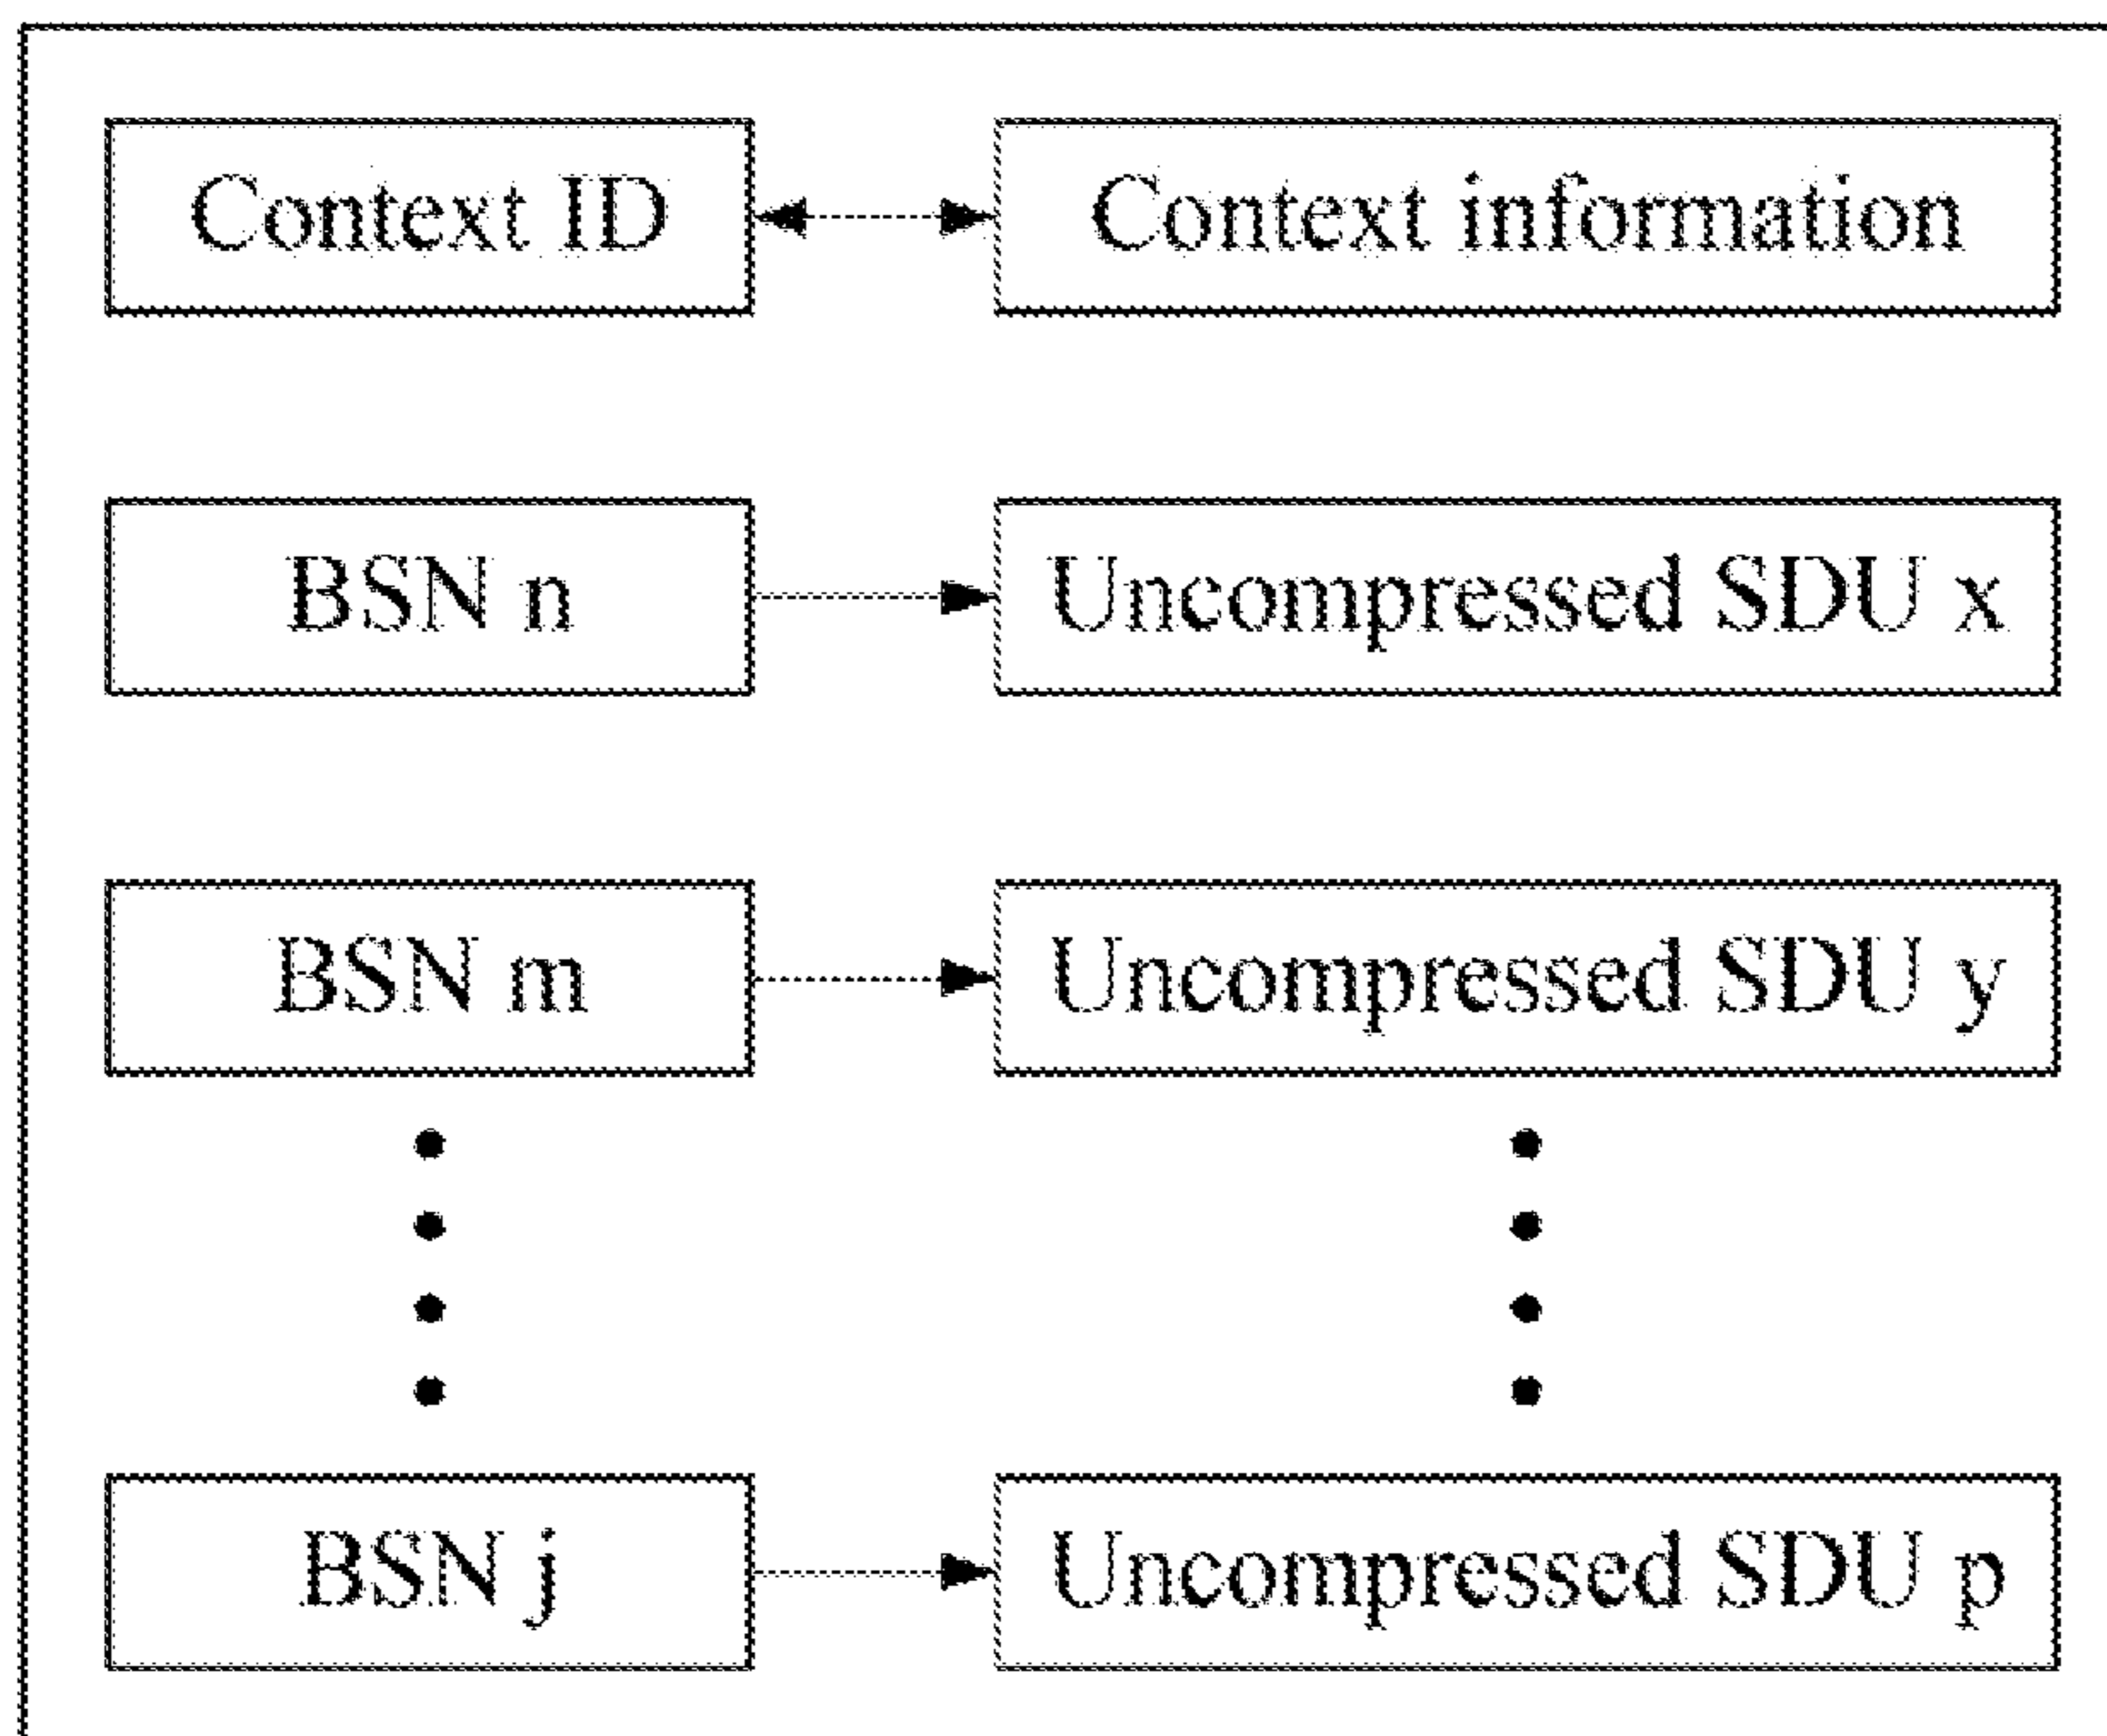 Context ID
Context information
BSN n
Uncompressed SDU x
BSN m
Uncompressed SDU y
BSN j
Uncompressed SDU p